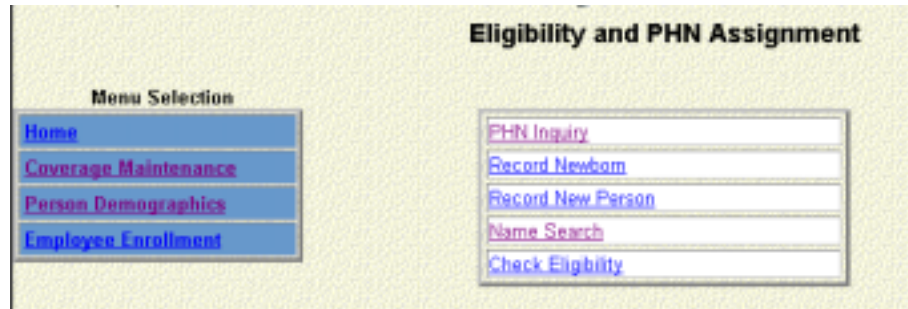 Eligibility and PHN Assignment
Menu Selection
Home
Coverage Maintenance
Person Demographics
Employee Enrollment
PHN Inquiry
Record Newborn
Record New Person
Name Search
Check Eligibility